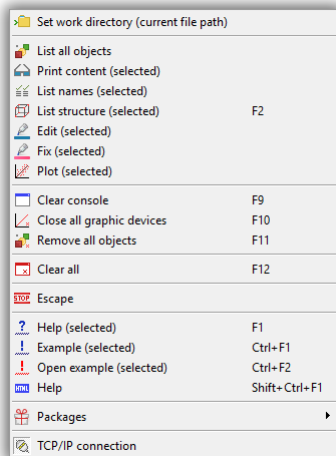 Set work directory (current file path)
List all objects
Print content (selected)
List names (selected)
List structure (selected) F2
Edit (selected)
Fix (selected)
Plot (selected)
Clear console F9
Close all graphic devices F10
Remove all objects F11
Clear all F12
STOP Escape
Help (selected) F1
Example (selected) Ctrl+F1
Open example (selected) Ctrl+F2
HTML Help Shift+Ctrl+F1
Packages
TCP/IP connection